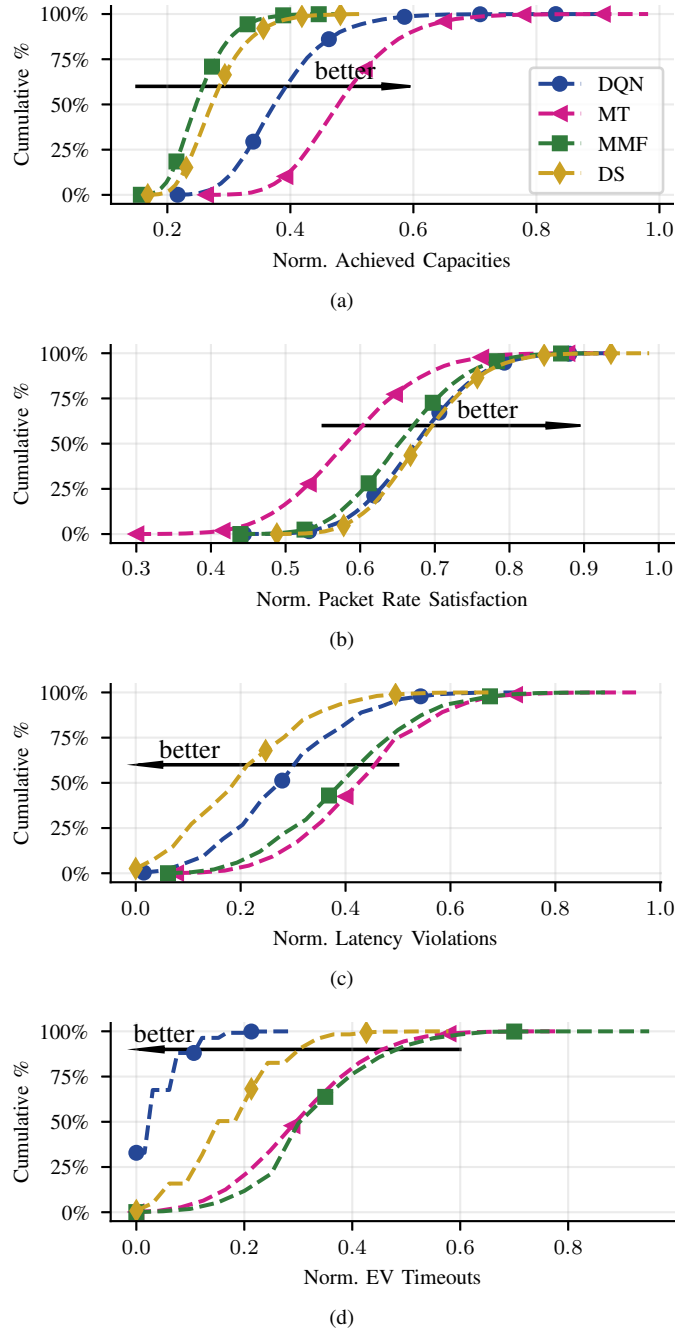 100%
75%
50%
25%
0%
Cumulative %
better
DQN
MT
MMF
DS
0.2
0.4
0.6
0.8
1.0
Norm. Achieved Capacities
(a)
100%
75%
50%
25%
0%
Cumulative %
better
0.3
0.4
0.5
0.6
0.7
0.8
0.9
1.0
Norm. Packet Rate Satisfaction
(b)
100%
75%
50%
25%
0%
Cumulative %
better
0.0
0.2
0.4
0.6
0.8
1.0
Norm. Latency Violations
(c)
100%
75%
50%
25%
0%
Cumulative %
better
0.0
0.2
0.4
0.6
0.8
Norm. EV Timeouts
(d)